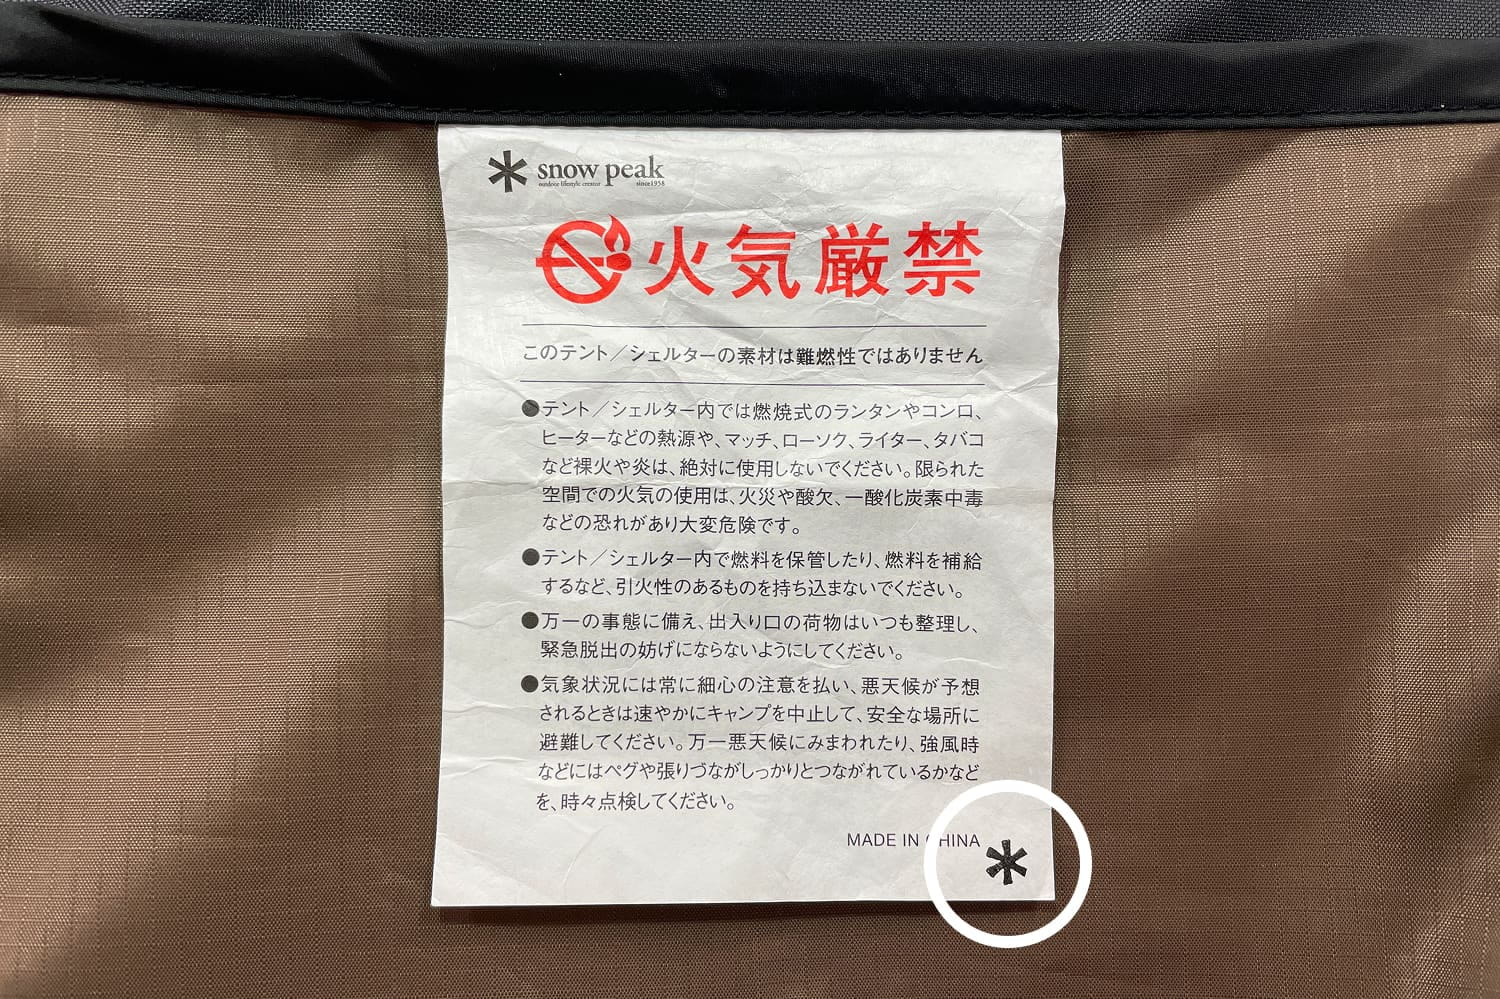 snow peak
outdoor lifestyle creator since1958
火気厳禁
このテント／シェルターの素材は難燃性ではありません
●テント／シェルター内では燃焼式のランタンやコンロ、
ヒーターなどの熱源や、マッチ、ローソク、ライター、タバコ
など裸火や炎は、絶対に使用しないでください。限られた
空間での火気の使用は、火災や酸欠、一酸化炭素中毒
などの恐れがあり大変危険です。
●テント／シェルター内で燃料を保管したり、燃料を補給
するなど、引火性のあるものを持ち込まないでください。
●万一の事態に備え、出入り口の荷物はいつも整理し、
緊急脱出の妨げにならないようにしてください。
●気象状況には常に細心の注意を払い、悪天候が予想
されるときは速やかにキャンプを中止して、安全な場所に
避難してください。万一悪天候にみまわれたり、強風時
などにはペグや張りづながしっかりとつながれているかなど
を、時々点検してください。
MADE IN CHINA